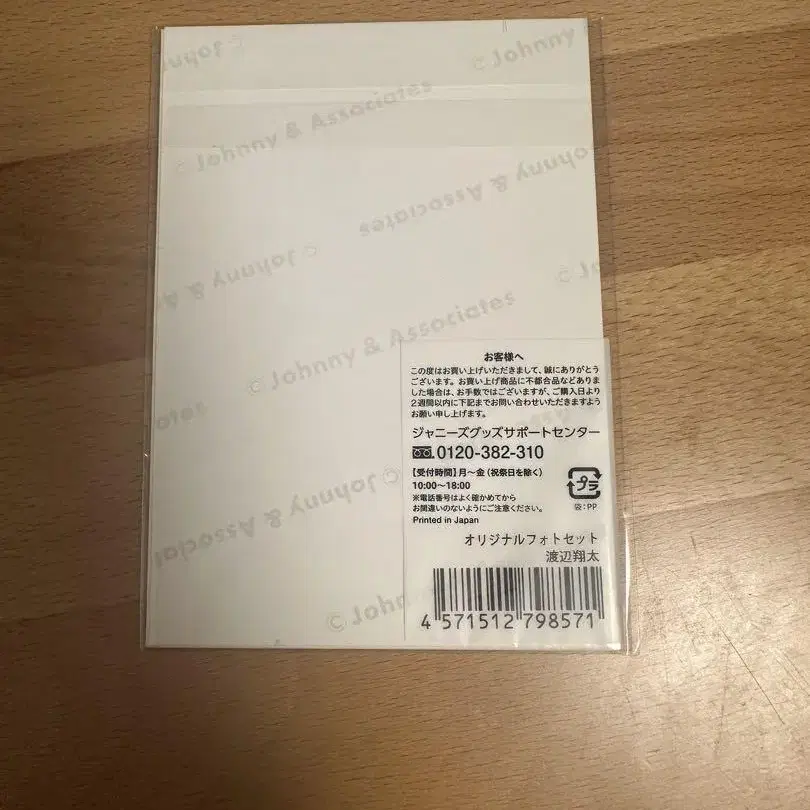 Johnny
© Johnny
© Johnny & Associates
Johnny & Associates
© Johnny & Associates
© Johnny & Associates
© Johnny & Associat
© John
お客様へ
この度はお買い上げいただきまして、誠にありがとう
ございます。お買い上げ商品に不都合品などありま
した場合は、お手数ではございますが、ご購入日より
2週間以内に下記までお問い合わせいただきますよう
お願い申し上げます。
ジャニーズグッズサポートセンター
0120-382-310
【受付時間】月〜金（祝祭日を除く）
10:00〜18:00
※電話番号はよく確かめてから
お間違いのないようにご注意ください。
Printed in Japan
プラ
袋：PP
オリジナルフォトセット
渡辺翔太
4 571512 798571